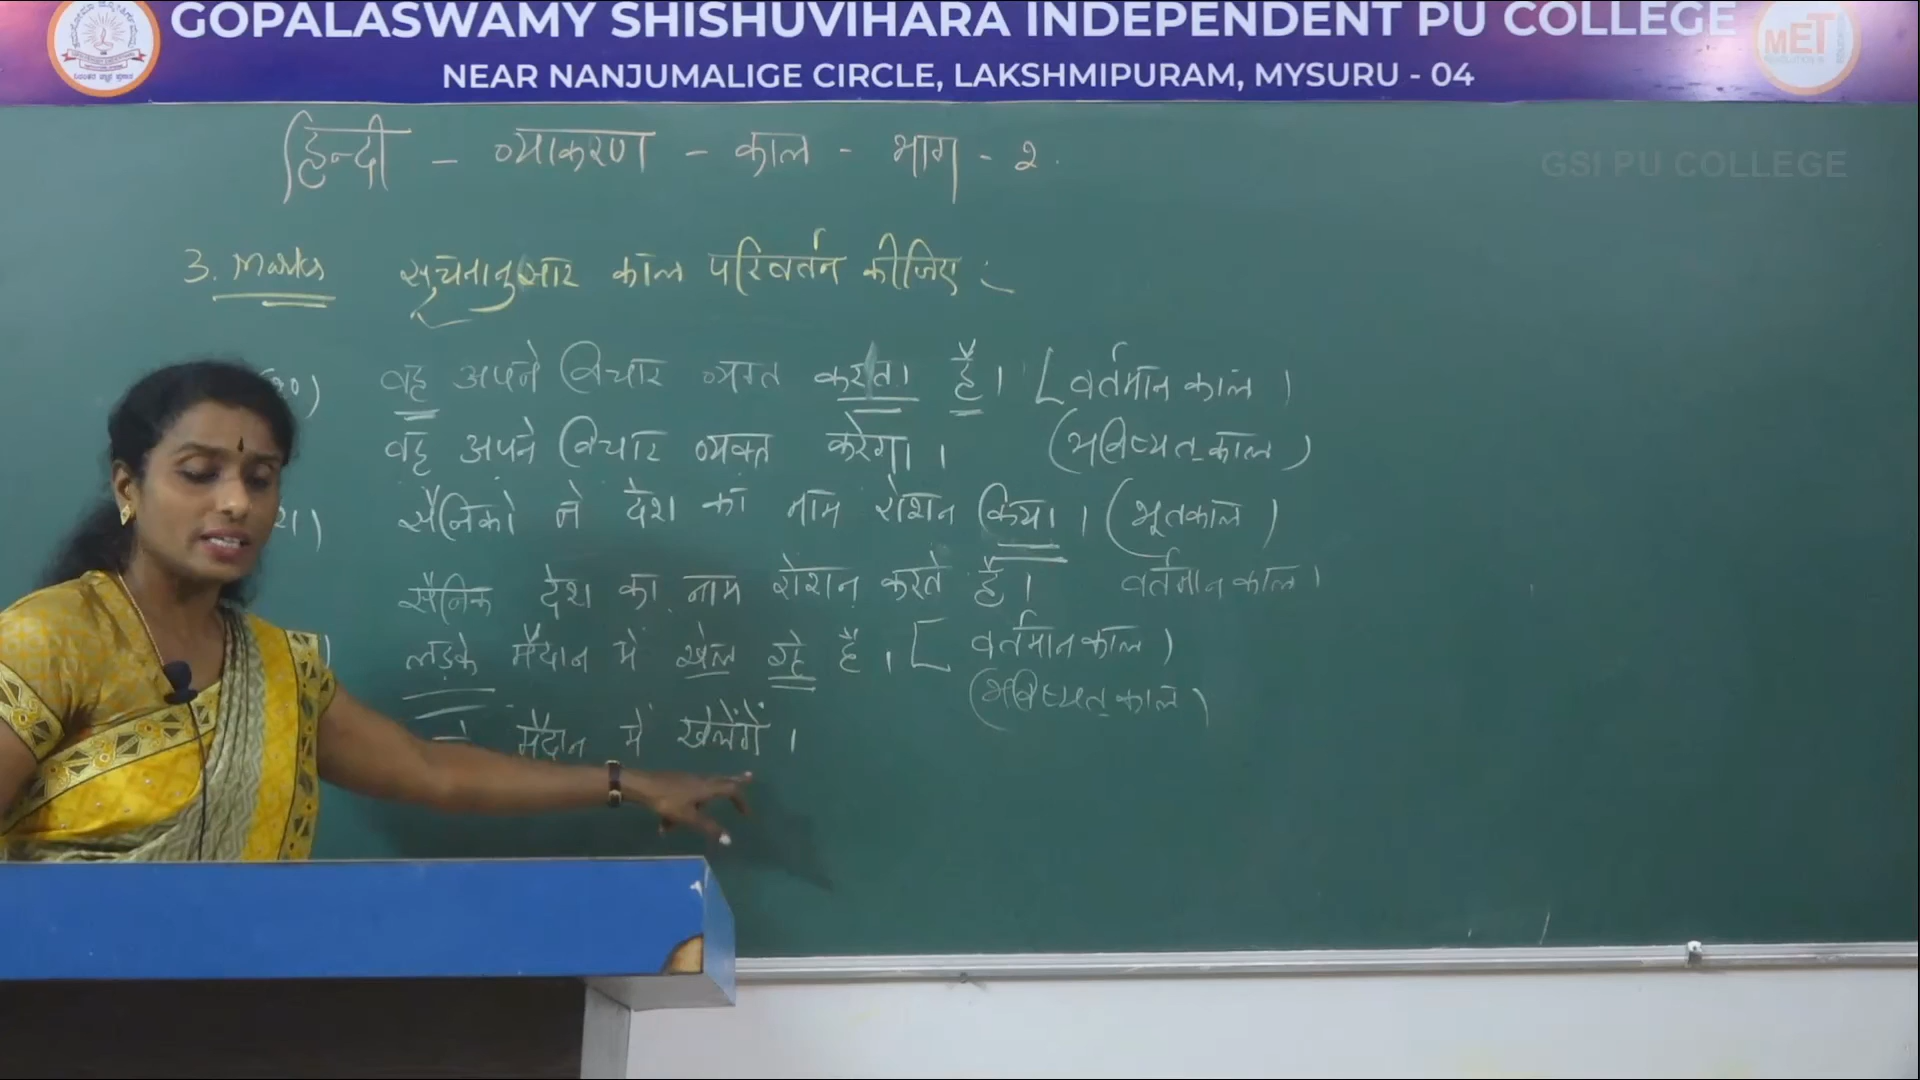 GOPALASWAMY SHISHUVIHARA INDEPENDENT PU COLLEGE
MET
NEAR NANJUMALIGE CIRCLE, LAKSHMIPURAM, MYSURU - 04
हिन्दी - व्याकरण - काल - भाग - २.
GSI PU COLLEGE
3. Marks सूचनानुसार काल परिवर्तन कीजिए :-
वह अपने विचार व्यक्त करता है। [वर्तमान काल)
वह अपने विचार व्यक्त करेगा। (भविष्यत् काल)
सैनिको ने देश का नाम रोशन किया। (भूतकाल)
सैनिक देश का नाम रोशन करते हैं। वर्तमान काल।
लड़के मैदान में खेल रहे हैं। [वर्तमान काल)
(भविष्यत् काल)
मैदान में खेलेंगें।